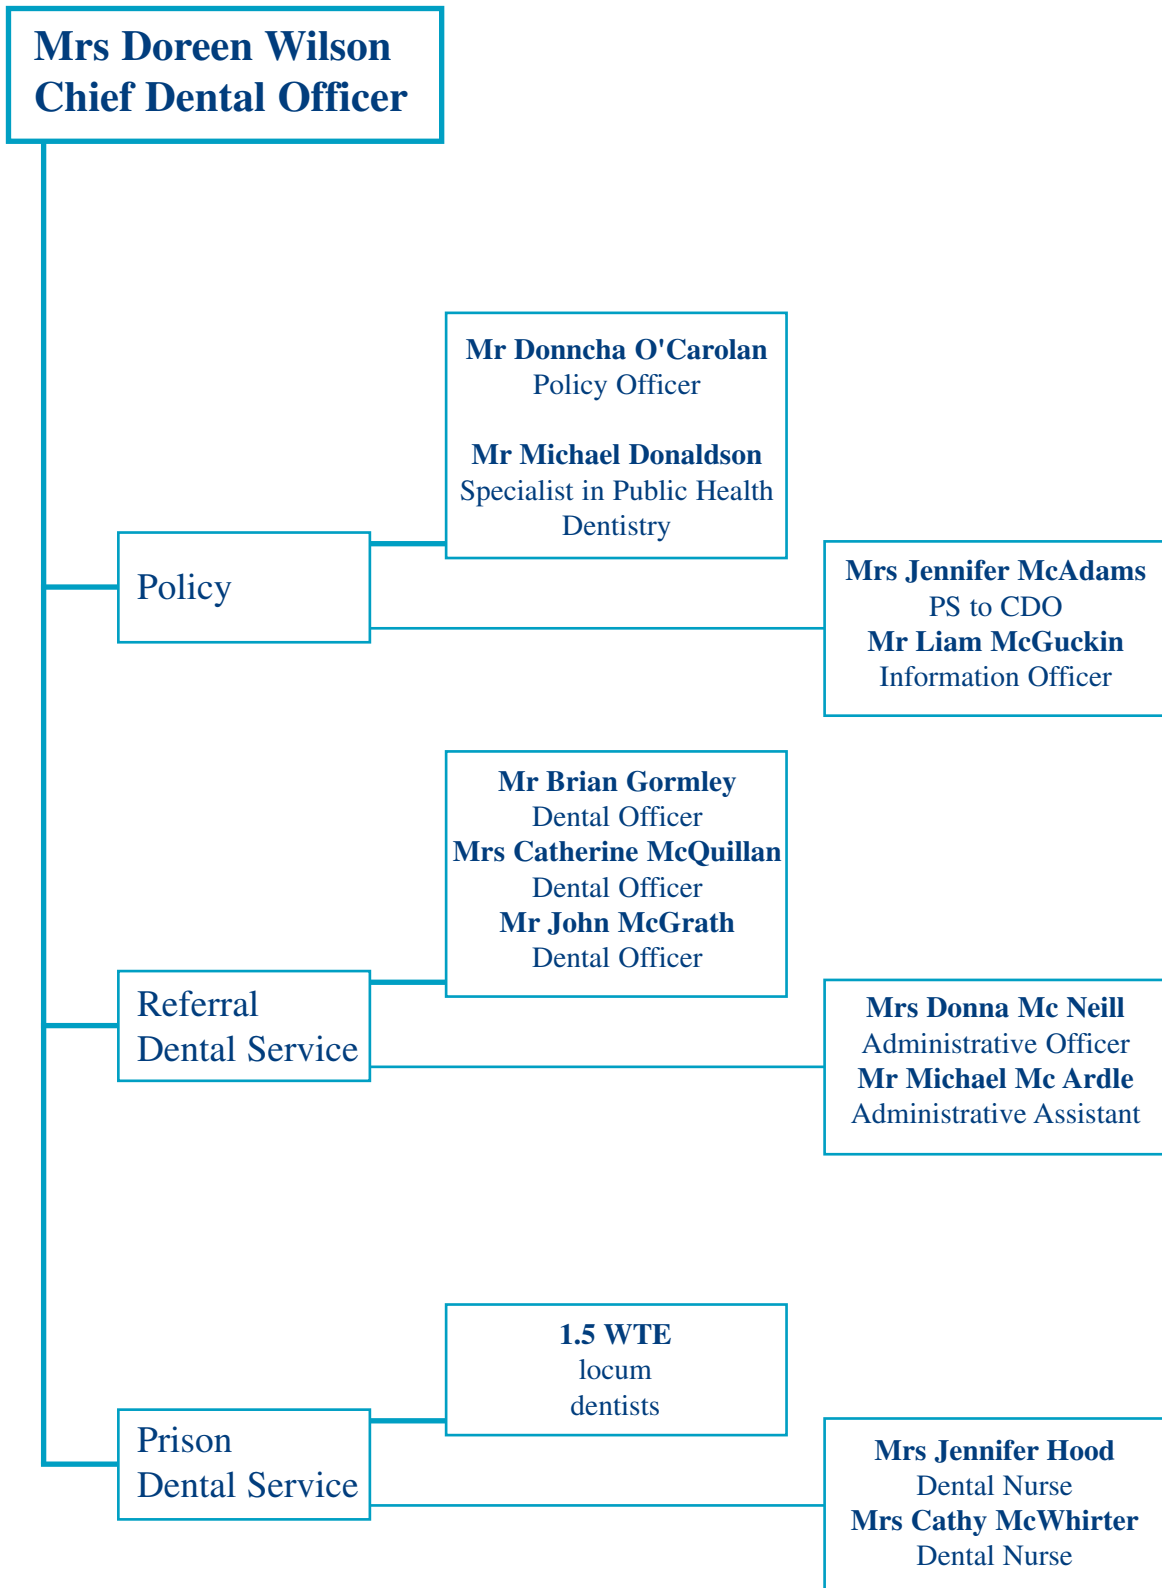 Mrs Doreen Wilson
Chief Dental Officer
Mr Donncha O'Carolan
Policy Officer
Mr Michael Donaldson
Specialist in Public Health
Dentistry
Policy
Mrs Jennifer McAdams
PS to CDO
Mr Liam McGuckin
Information Officer
Mr Brian Gormley
Dental Officer
Mrs Catherine McQuillan
Dental Officer
Mr John McGrath
Dental Officer
Referral
Dental Service
Mrs Donna Mc Neill
Administrative Officer
Mr Michael Mc Ardle
Administrative Assistant
1.5 WTE
locum
dentists
Prison
Dental Service
Mrs Jennifer Hood
Dental Nurse
Mrs Cathy McWhirter
Dental Nurse